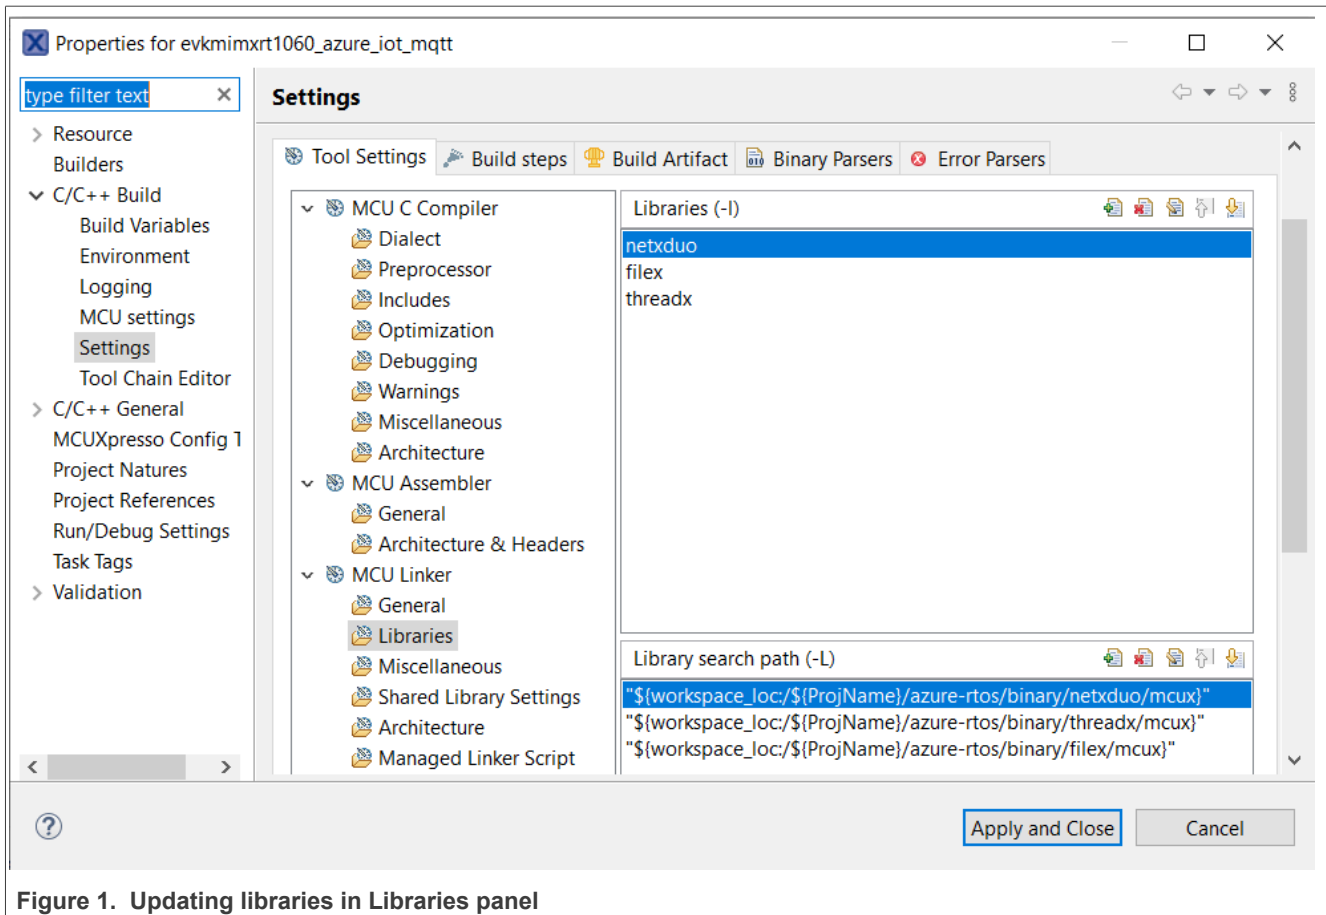 Properties for evkmimxrt1060_azure_iot_mqtt
type filter text
Resource
Builders
C/C++ Build
Build Variables
Environment
Logging
MCU settings
Settings
Tool Chain Editor
C/C++ General
MCUXpresso Config
Project Natures
Project References
Run/Debug Settings
Task Tags
Validation
Settings
Tool Settings
Build steps
Build Artifact
Binary Parsers
Error Parsers
MCU C Compiler
Dialect
Preprocessor
Includes
Optimization
Debugging
Warnings
Miscellaneous
Architecture
MCU Assembler
General
Architecture & Headers
MCU Linker
General
Libraries
Miscellaneous
Shared Library Settings
Architecture
Managed Linker Script
Libraries (-l)
netxduo
filex
threadx
Library search path (-L)
"${workspace_loc:/${ProjName}/azure-rtos/binary/netxduo/mcux}"
"${workspace_loc:/${ProjName}/azure-rtos/binary/threadx/mcux}"
"${workspace_loc:/${ProjName}/azure-rtos/binary/filex/mcux}"
Apply and Close
Cancel
Figure 1. Updating libraries in Libraries panel